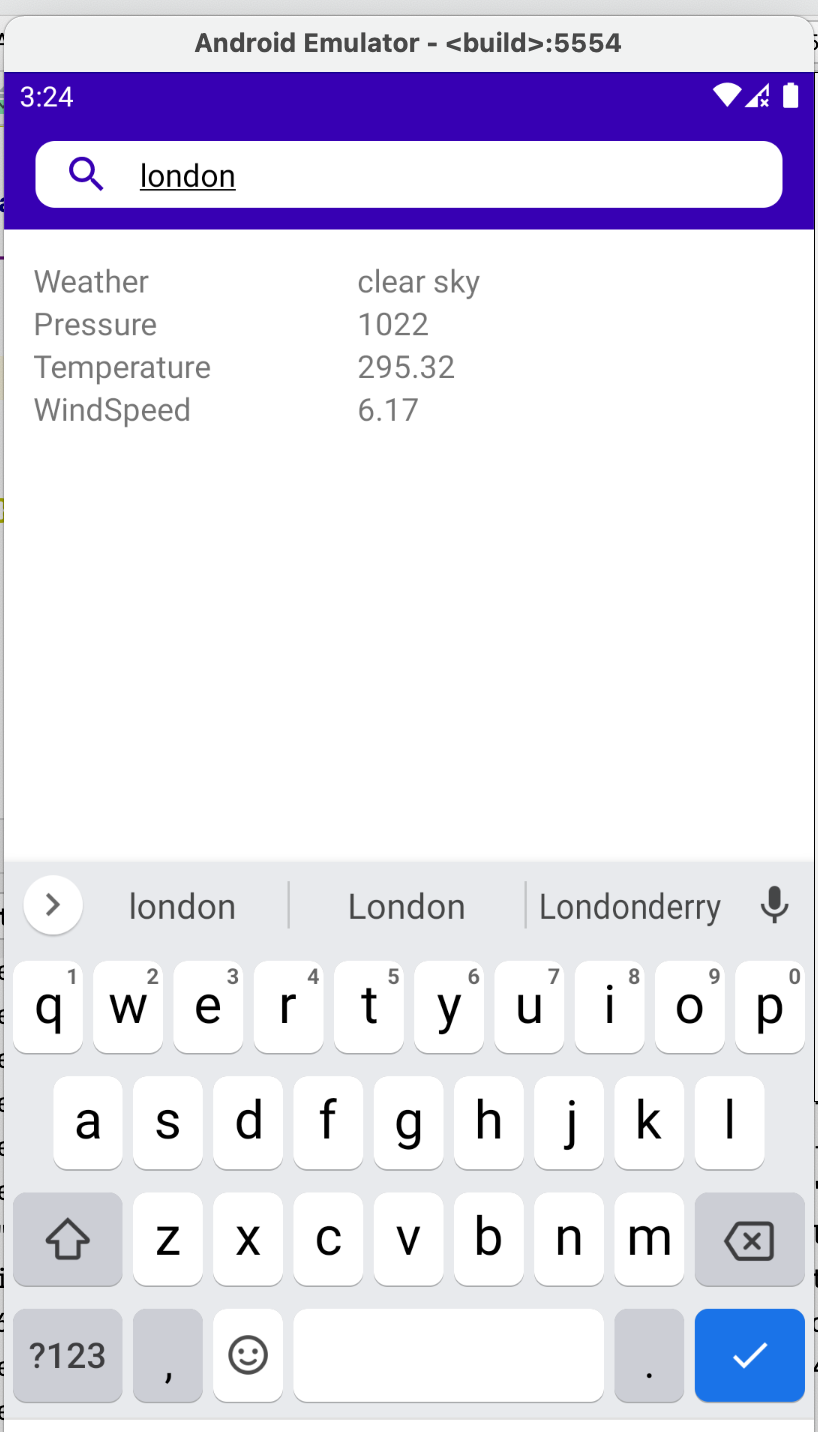 Android Emulator - <build>:5554
3:24
london
Weather clear sky
Pressure 1022
Temperature 295.32
WindSpeed 6.17
london London Londonderry
q 1 w 2 e 3 r 4 t 5 y 6 u 7 i 8 o 9 p 0
a s d f g h j k l
z x c v b n m
?123 , .